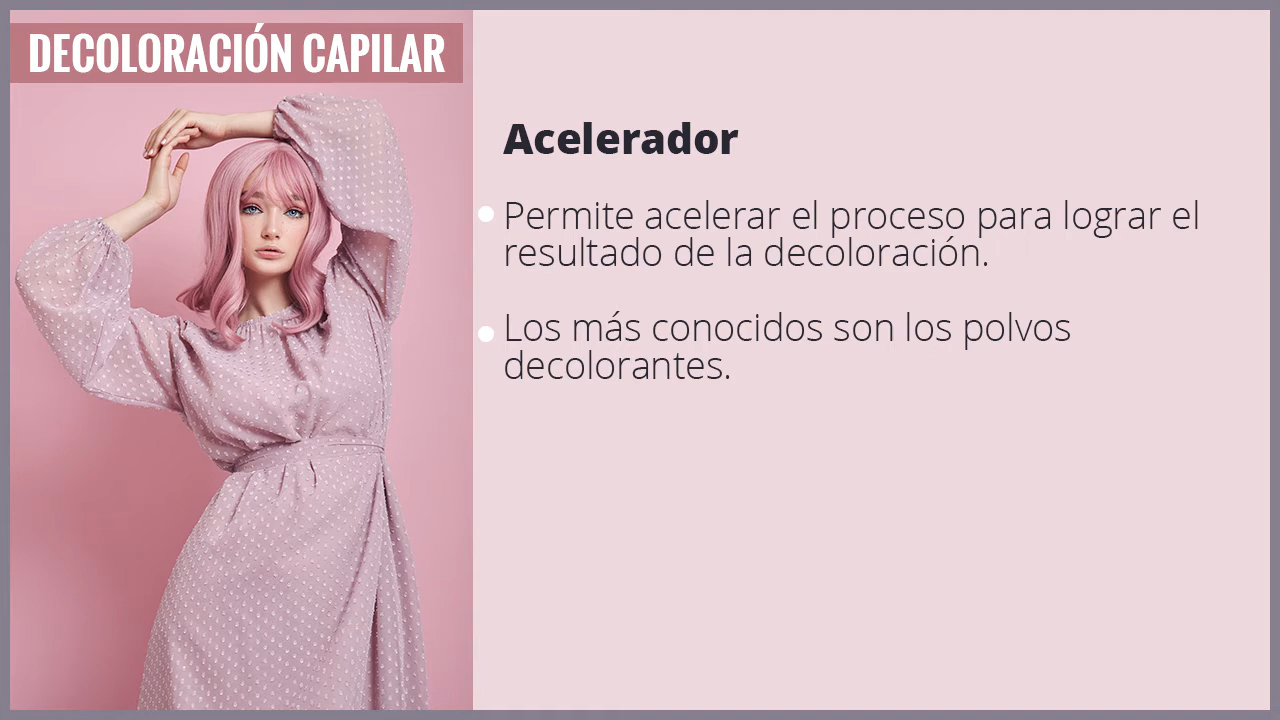 DECOLORACIÓN CAPILAR
Acelerador
Permite acelerar el proceso para lograr el
resultado de la decoloración.
Los más conocidos son los polvos
decolorantes.